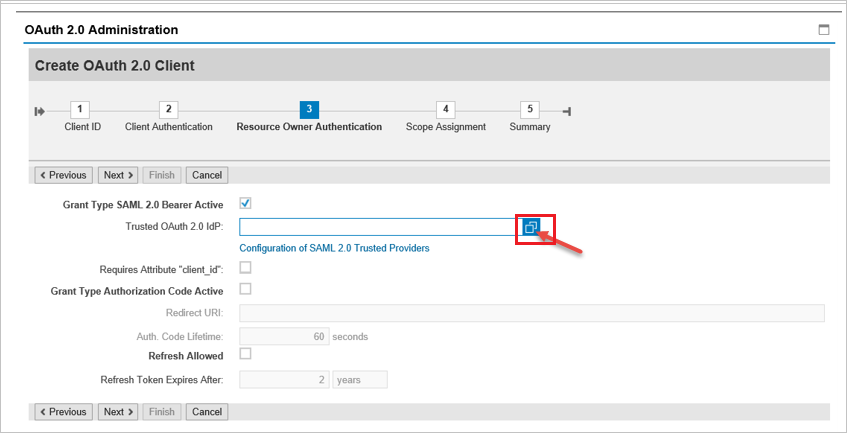 OAuth 2.0 Administration
Create OAuth 2.0 Client
1 2 3 4 5
Client ID Client Authentication Resource Owner Authentication Scope Assignment Summary
Previous Next Finish Cancel
Grant Type SAML 2.0 Bearer Active
Trusted OAuth 2.0 IdP:
Configuration of SAML 2.0 Trusted Providers
Requires Attribute "client_id":
Grant Type Authorization Code Active
Redirect URI:
Auth. Code Lifetime: 60 seconds
Refresh Allowed
Refresh Token Expires After: 2 years
Previous Next Finish Cancel